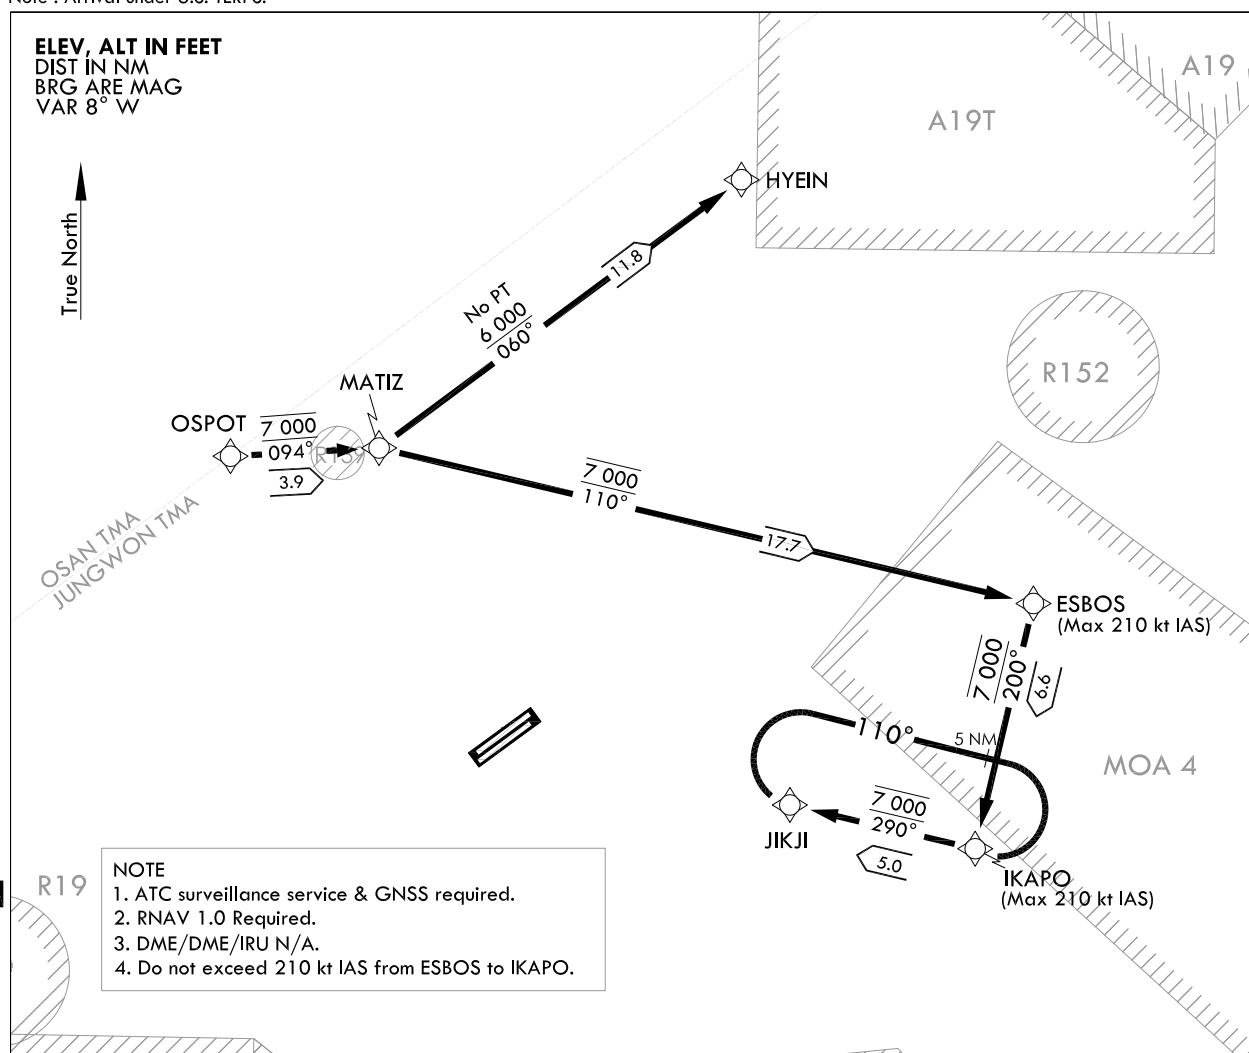 Note : Arrival under U.S. TERPS.
ELEV, ALT IN FEET
DIST IN NM
BRG ARE MAG
VAR 8° W
True North
A19
A19T
HYEIN
11.8
No PT
6 000
060°
R152
MATIZ
OSPOT
7 000
094°
R139
3.9
7 000
110°
17.7
OSAN TMA
JUNGWON TMA
ESBOS
(Max 210 kt IAS)
7 000
200°
6.6
110°
5 NM
MOA 4
7 000
290°
JIKJI
5.0
IKAPO
(Max 210 kt IAS)
R19
NOTE
1. ATC surveillance service & GNSS required.
2. RNAV 1.0 Required.
3. DME/DME/IRU N/A.
4. Do not exceed 210 kt IAS from ESBOS to IKAPO.